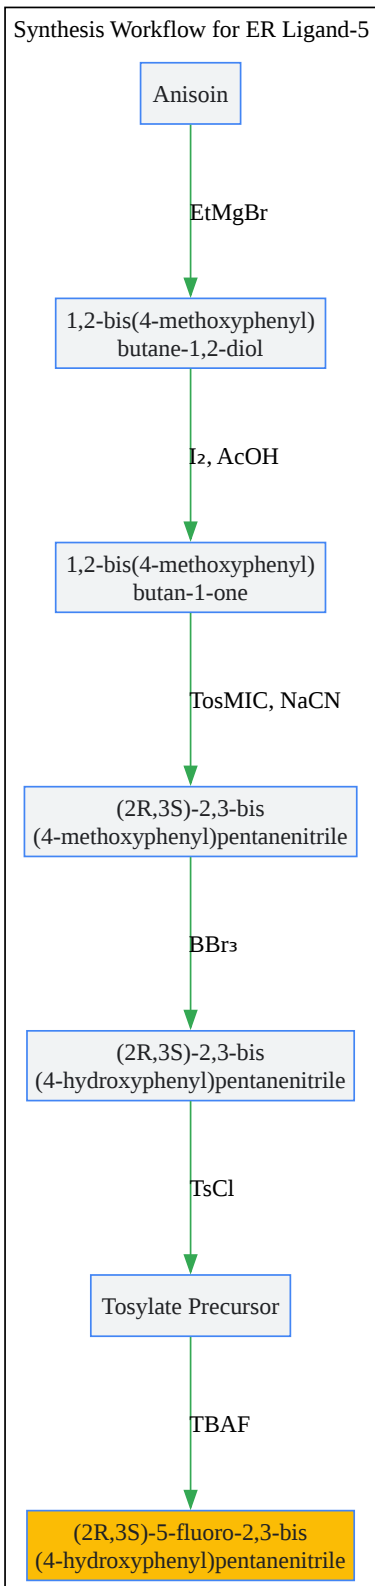 Synthesis Workflow for ER Ligand-5
Anisoin
EtMgBr
1,2-bis(4-methoxyphenyl)
butane-1,2-diol
I₂, AcOH
1,2-bis(4-methoxyphenyl)
butan-1-one
TosMIC, NaCN
(2R,3S)-2,3-bis
(4-methoxyphenyl)pentanenitrile
BBr₃
(2R,3S)-2,3-bis
(4-hydroxyphenyl)pentanenitrile
TsCl
Tosylate Precursor
TBAF
(2R,3S)-5-fluoro-2,3-bis
(4-hydroxyphenyl)pentanenitrile